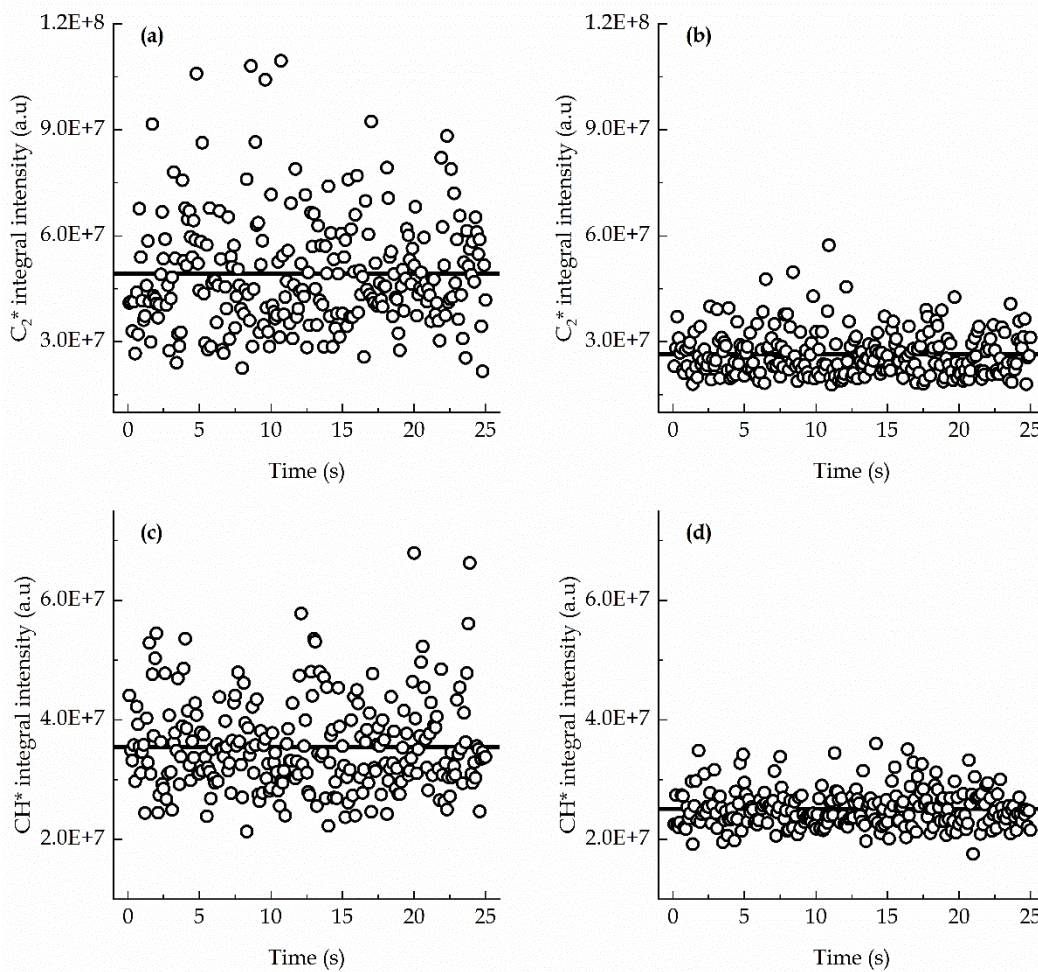 (a)
1.2E+8
9.0E+7
6.0E+7
3.0E+7
C₂* integral intensity (a.u)
0 5 10 15 20 25
Time (s)
(b)
1.2E+8
9.0E+7
6.0E+7
3.0E+7
C₂* integral intensity (a.u)
0 5 10 15 20 25
Time (s)
(c)
6.0E+7
4.0E+7
2.0E+7
CH* integral intensity (a.u)
0 5 10 15 20 25
Time (s)
(d)
6.0E+7
4.0E+7
2.0E+7
CH* integral intensity (a.u)
0 5 10 15 20 25
Time (s)